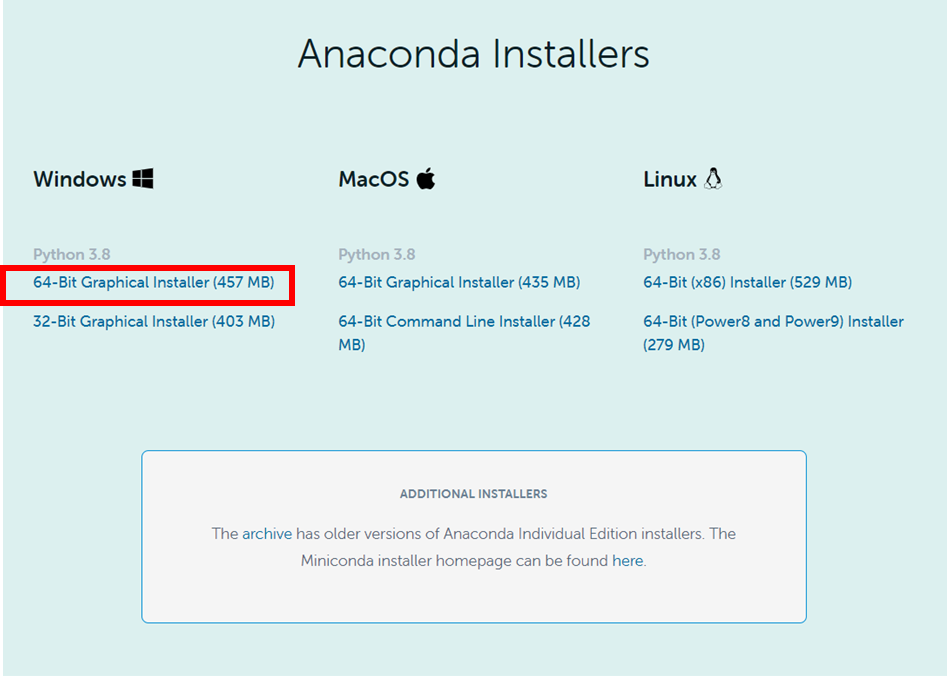 Anaconda Installers
Windows
Python 3.8
64-Bit Graphical Installer (457 MB)
32-Bit Graphical Installer (403 MB)
MacOS
Python 3.8
64-Bit Graphical Installer (435 MB)
64-Bit Command Line Installer (428
MB)
Linux
Python 3.8
64-Bit (x86) Installer (529 MB)
64-Bit (Power8 and Power9) Installer
(279 MB)
ADDITIONAL INSTALLERS
The archive has older versions of Anaconda Individual Edition installers. The
Miniconda installer homepage can be found here.